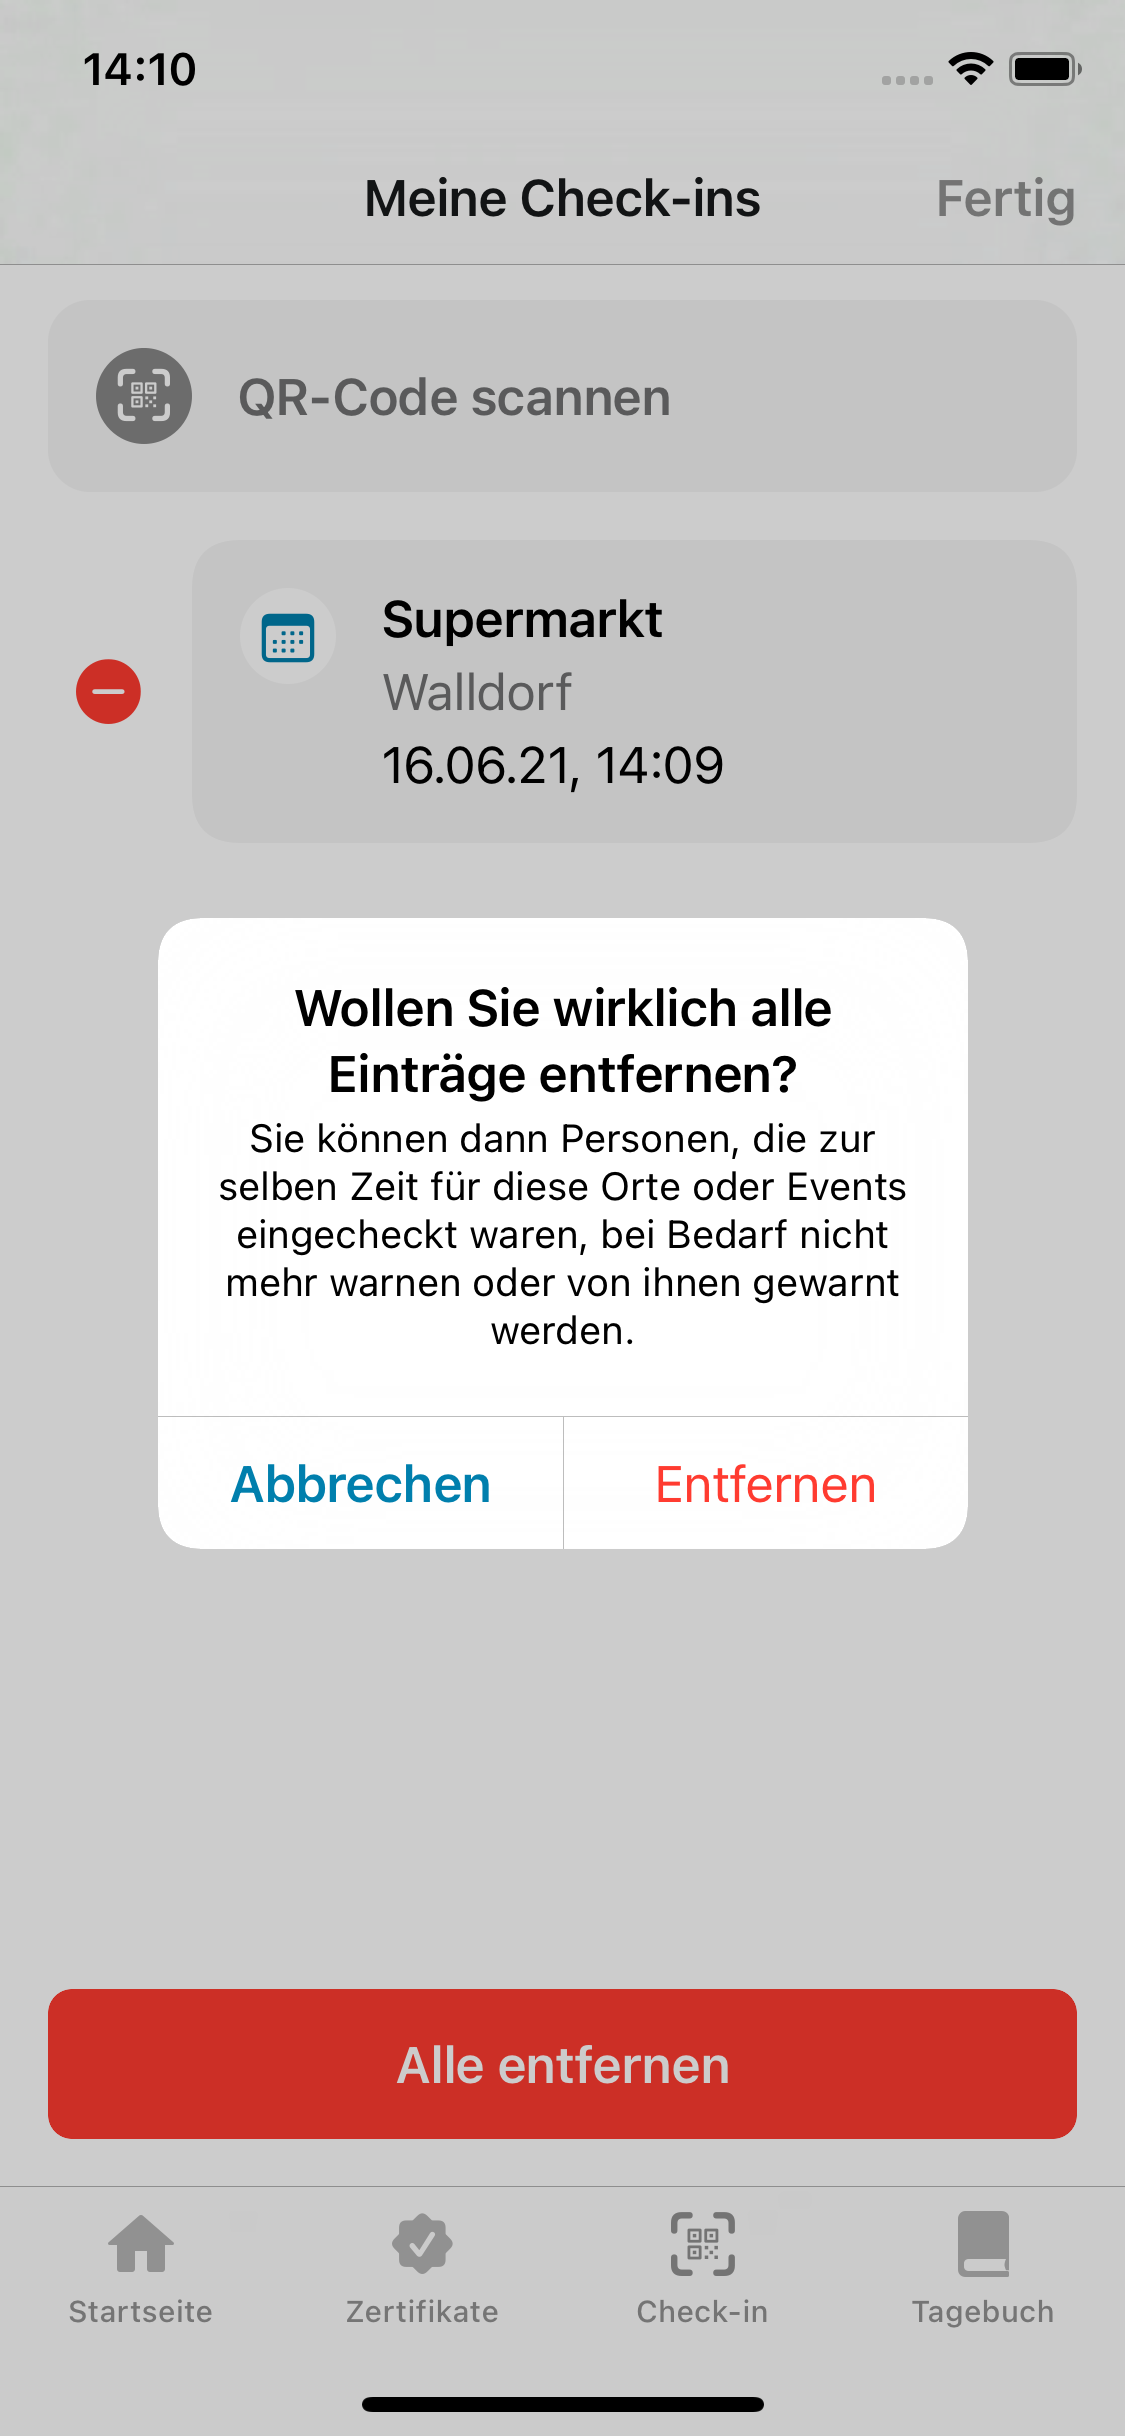 14:10
Meine Check-ins
Fertig
QR-Code scannen
Supermarkt
Walldorf
16.06.21, 14:09
Wollen Sie wirklich alle
Einträge entfernen?
Sie können dann Personen, die zur
selben Zeit für diese Orte oder Events
eingecheckt waren, bei Bedarf nicht
mehr warnen oder von ihnen gewarnt
werden.
Abbrechen
Entfernen
Alle entfernen
Startseite
Zertifikate
Check-in
Tagebuch